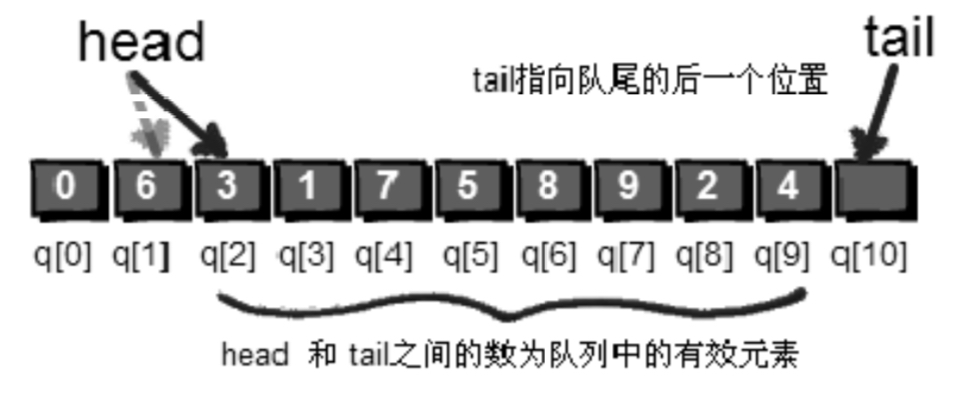 head
tail
tail指向队尾的后一个位置
0 6 3 1 7 5 8 9 2 4
q[0] q[1] q[2] q[3] q[4] q[5] q[6] q[7] q[8] q[9] q[10]
head 和 tail之间的数为队列中的有效元素